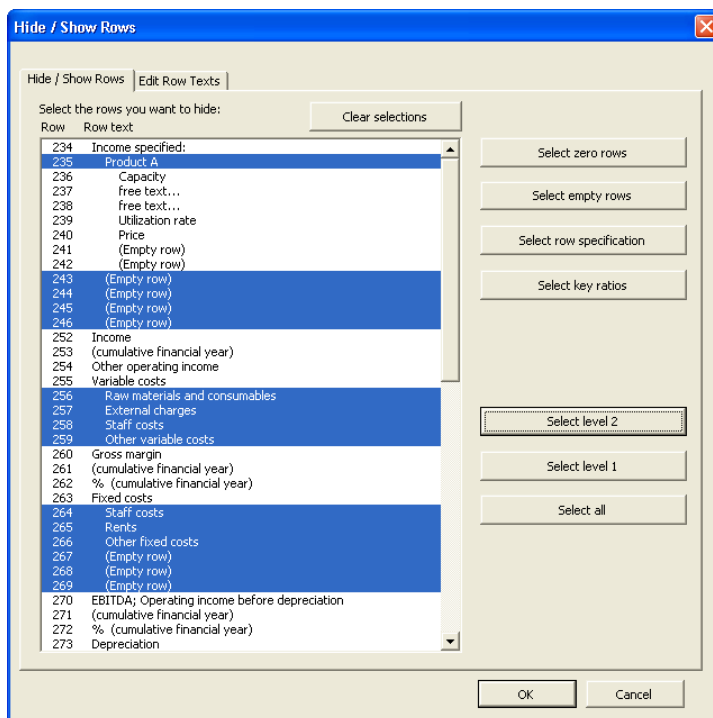 Hide / Show Rows
Hide / Show Rows
Edit Row Texts
Select the rows you want to hide:
Clear selections
Row Row text
234 Income specified:
235 Product A
236 Capacity
237 free text...
238 free text...
239 Utilization rate
240 Price
241 (Empty row)
242 (Empty row)
243 (Empty row)
244 (Empty row)
245 (Empty row)
246 (Empty row)
252 Income
253 (cumulative financial year)
254 Other operating income
255 Variable costs
256 Raw materials and consumables
257 External charges
258 Staff costs
259 Other variable costs
260 Gross margin
261 (cumulative financial year)
262 % (cumulative financial year)
263 Fixed costs
264 Staff costs
265 Rents
266 Other fixed costs
267 (Empty row)
268 (Empty row)
269 (Empty row)
270 EBITDA; Operating income before depreciation
271 (cumulative financial year)
272 % (cumulative financial year)
273 Depreciation
Select zero rows
Select empty rows
Select row specification
Select key ratios
Select level 2
Select level 1
Select all
OK
Cancel